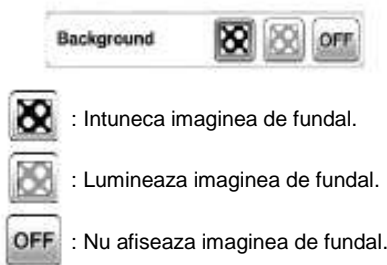 Background OFF
: Intuneca imaginea de fundal.
: Lumineaza imaginea de fundal.
OFF : Nu afiseaza imaginea de fundal.